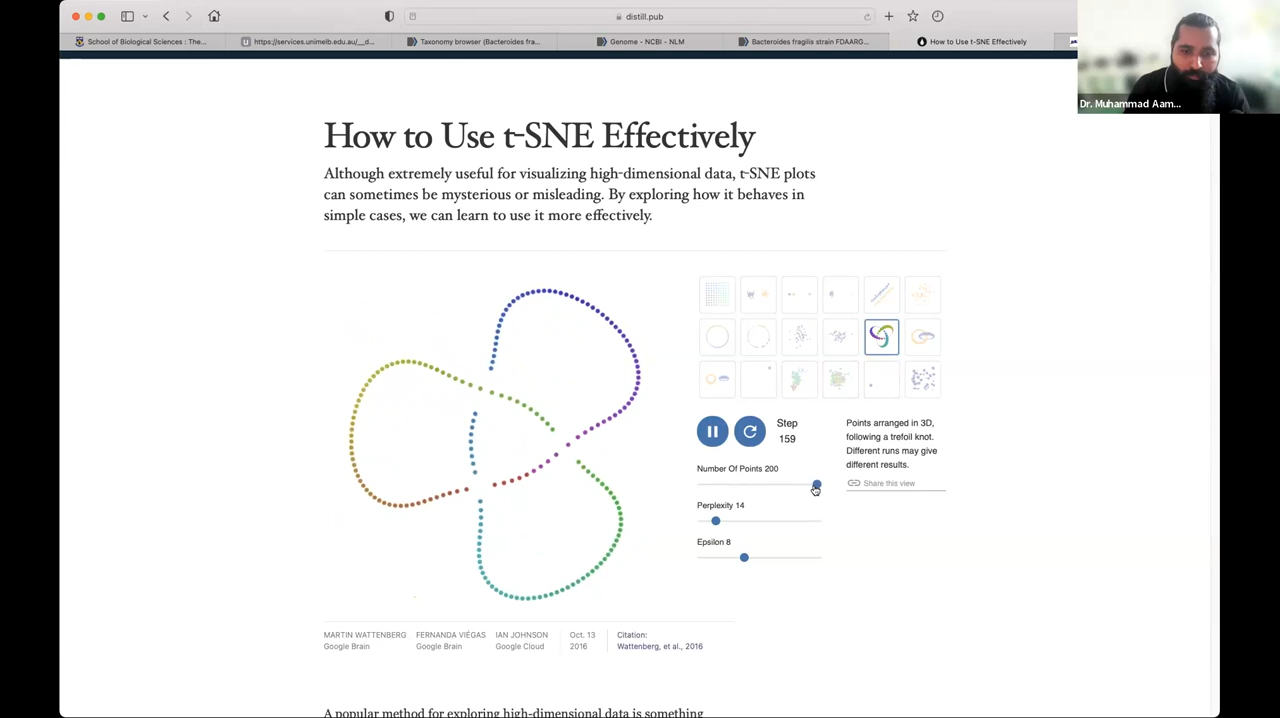 distill.pub
School of Biological Sciences : The...
https://services.unimelb.edu.au/__d...
Taxonomy browser (Bacteroides fra...
Genome - NCBI - NLM
Bacteroides fragilis strain FDAARG...
How to Use t-SNE Effectively
Dr. Muhammad Aam...
How to Use t-SNE Effectively
Although extremely useful for visualizing high-dimensional data, t-SNE plots
can sometimes be mysterious or misleading. By exploring how it behaves in
simple cases, we can learn to use it more effectively.
Step
159
Number Of Points 200
Perplexity 14
Epsilon 8
Points arranged in 3D,
following a trefoil knot.
Different runs may give
different results.
Share this view
MARTIN WATTENBERG
Google Brain
FERNANDA VIÉGAS
Google Brain
IAN JOHNSON
Google Cloud
Oct. 13
2016
Citation:
Wattenberg, et al., 2016
A popular method for exploring high-dimensional data is something